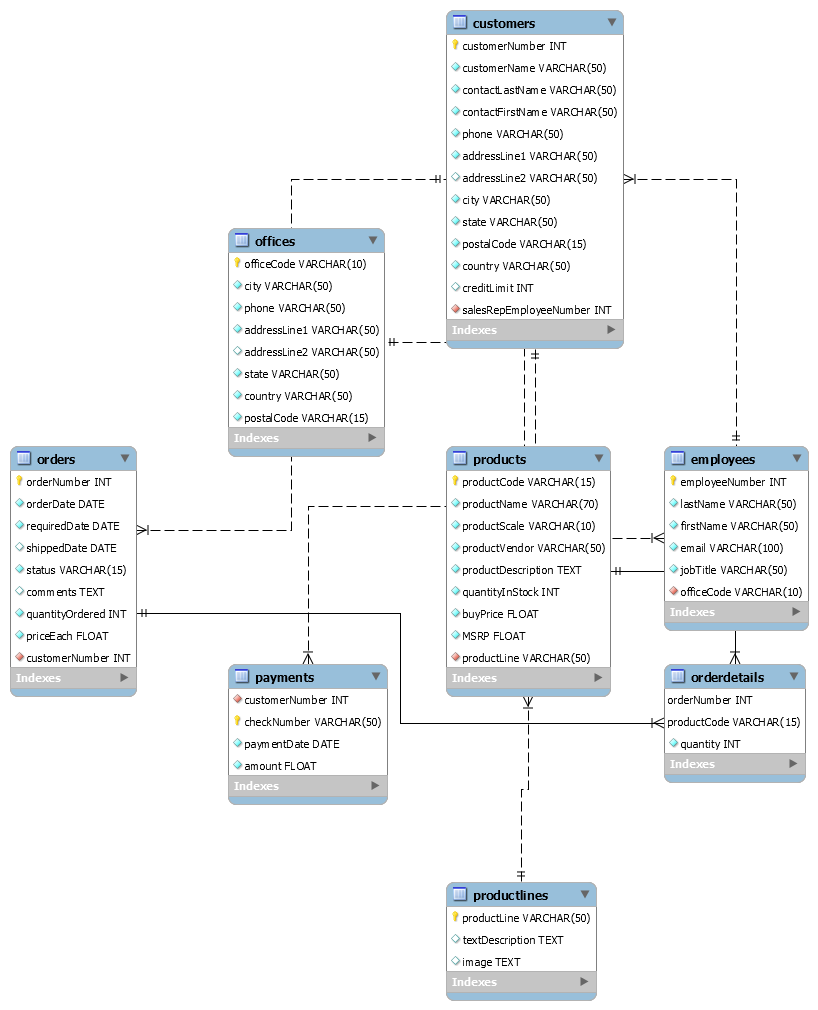 customers
customerNumber INT
customerName VARCHAR(50)
contactLastName VARCHAR(50)
contactFirstName VARCHAR(50)
phone VARCHAR(50)
addressLine1 VARCHAR(50)
addressLine2 VARCHAR(50)
city VARCHAR(50)
state VARCHAR(50)
postalCode VARCHAR(15)
country VARCHAR(50)
creditLimit INT
salesRepEmployeeNumber INT
Indexes
offices
officeCode VARCHAR(10)
city VARCHAR(50)
phone VARCHAR(50)
addressLine1 VARCHAR(50)
addressLine2 VARCHAR(50)
state VARCHAR(50)
country VARCHAR(50)
postalCode VARCHAR(15)
Indexes
orders
orderNumber INT
orderDate DATE
requiredDate DATE
shippedDate DATE
status VARCHAR(15)
comments TEXT
quantityOrdered INT
priceEach FLOAT
customerNumber INT
Indexes
products
productCode VARCHAR(15)
productName VARCHAR(70)
productScale VARCHAR(10)
productVendor VARCHAR(50)
productDescription TEXT
quantityInStock INT
buyPrice FLOAT
MSRP FLOAT
productLine VARCHAR(50)
Indexes
employees
employeeNumber INT
lastName VARCHAR(50)
firstName VARCHAR(50)
email VARCHAR(100)
jobTitle VARCHAR(50)
officeCode VARCHAR(10)
Indexes
payments
customerNumber INT
checkNumber VARCHAR(50)
paymentDate DATE
amount FLOAT
Indexes
orderdetails
orderNumber INT
productCode VARCHAR(15)
quantity INT
Indexes
productlines
productLine VARCHAR(50)
textDescription TEXT
image TEXT
Indexes